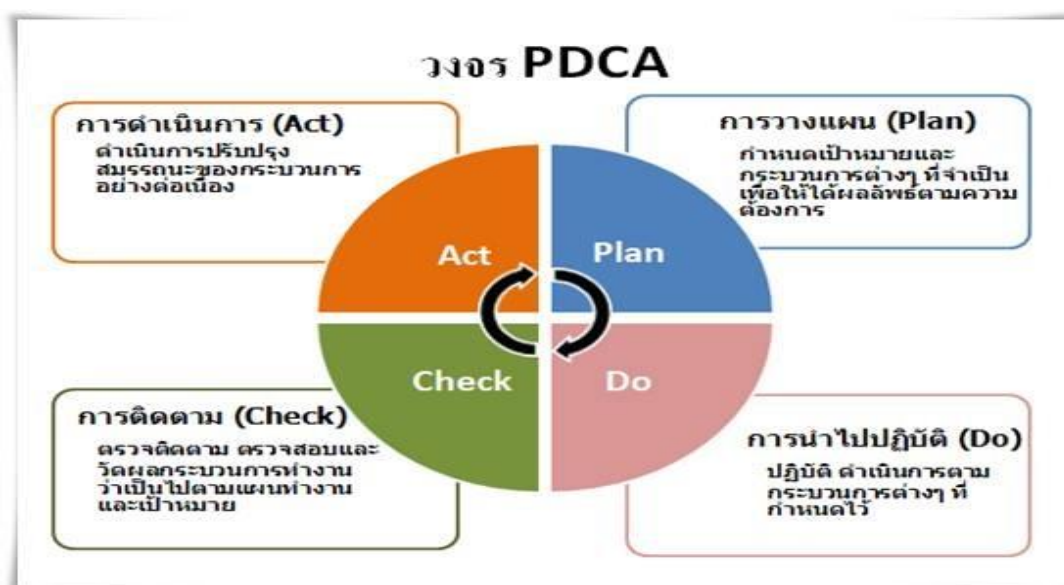 วงจร PDCA
การดำเนินการ (Act)
ดำเนินการปรับปรุง
สมรรถนะของกระบวนการ
อย่างต่อเนื่อง
การวางแผน (Plan)
กำหนดเป้าหมายและ
กระบวนการต่างๆ ที่จำเป็น
เพื่อให้ได้ผลลัพธ์ตามความ
ต้องการ
Act
Plan
Check
Do
การติดตาม (Check)
ตรวจติดตาม ตรวจสอบและ
วัดผลกระบวนการทำงาน
ว่าเป็นไปตามแผนทำงาน
และเป้าหมาย
การนำไปปฏิบัติ (Do)
ปฏิบัติ ดำเนินการตาม
กระบวนการต่างๆ ที่
กำหนดไว้